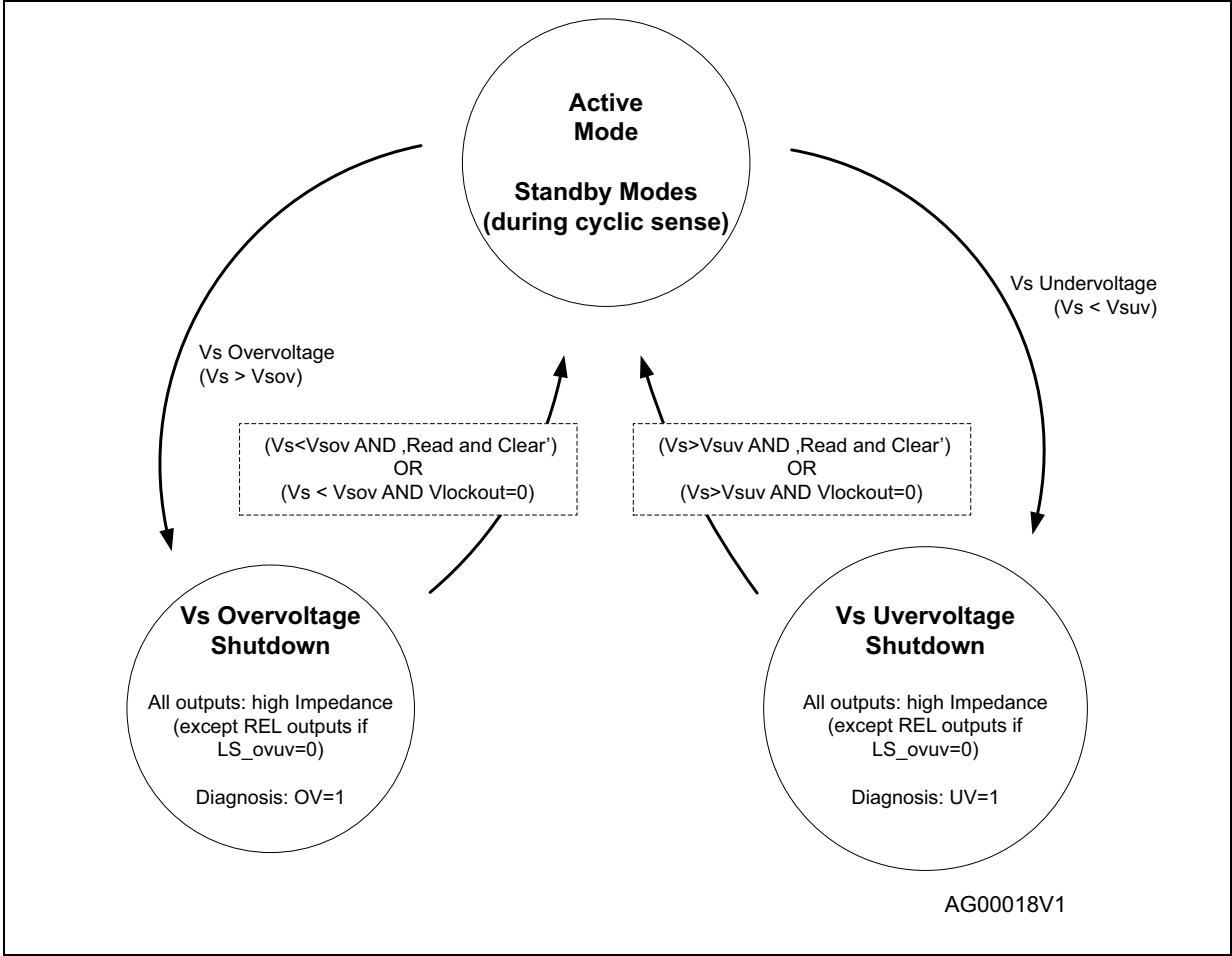 Active
Mode
Standby Modes
(during cyclic sense)
Vs Undervoltage
(Vs < Vsuv)
Vs Overvoltage
(Vs > Vsov)
(Vs<Vsov AND ‚Read and Clear’)
OR
(Vs < Vsov AND Vlockout=0)
(Vs>Vsuv AND ‚Read and Clear’)
OR
(Vs>Vsuv AND Vlockout=0)
Vs Overvoltage
Shutdown
All outputs: high Impedance
(except REL outputs if
LS_ovuv=0)
Diagnosis: OV=1
Vs Uvervoltage
Shutdown
All outputs: high Impedance
(except REL outputs if
LS_ovuv=0)
Diagnosis: UV=1
AG00018V1